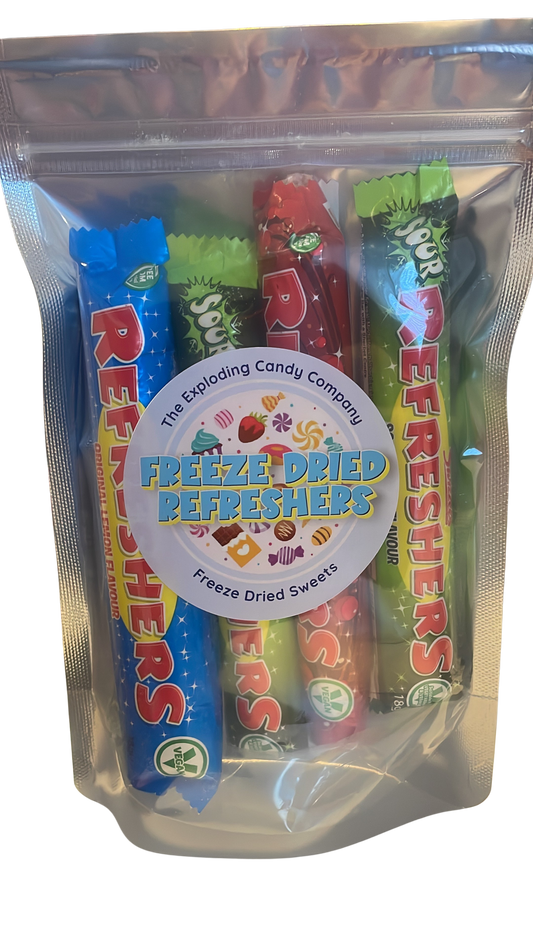 The Exploding Candy Company
FREEZE DRIED
REFRESHERS
Freeze Dried Sweets
REFRESHERS
ORIGINAL LEMON FLAVOUR
VEGAN
SOUR
SOUR
REFRESHERS
VEGAN